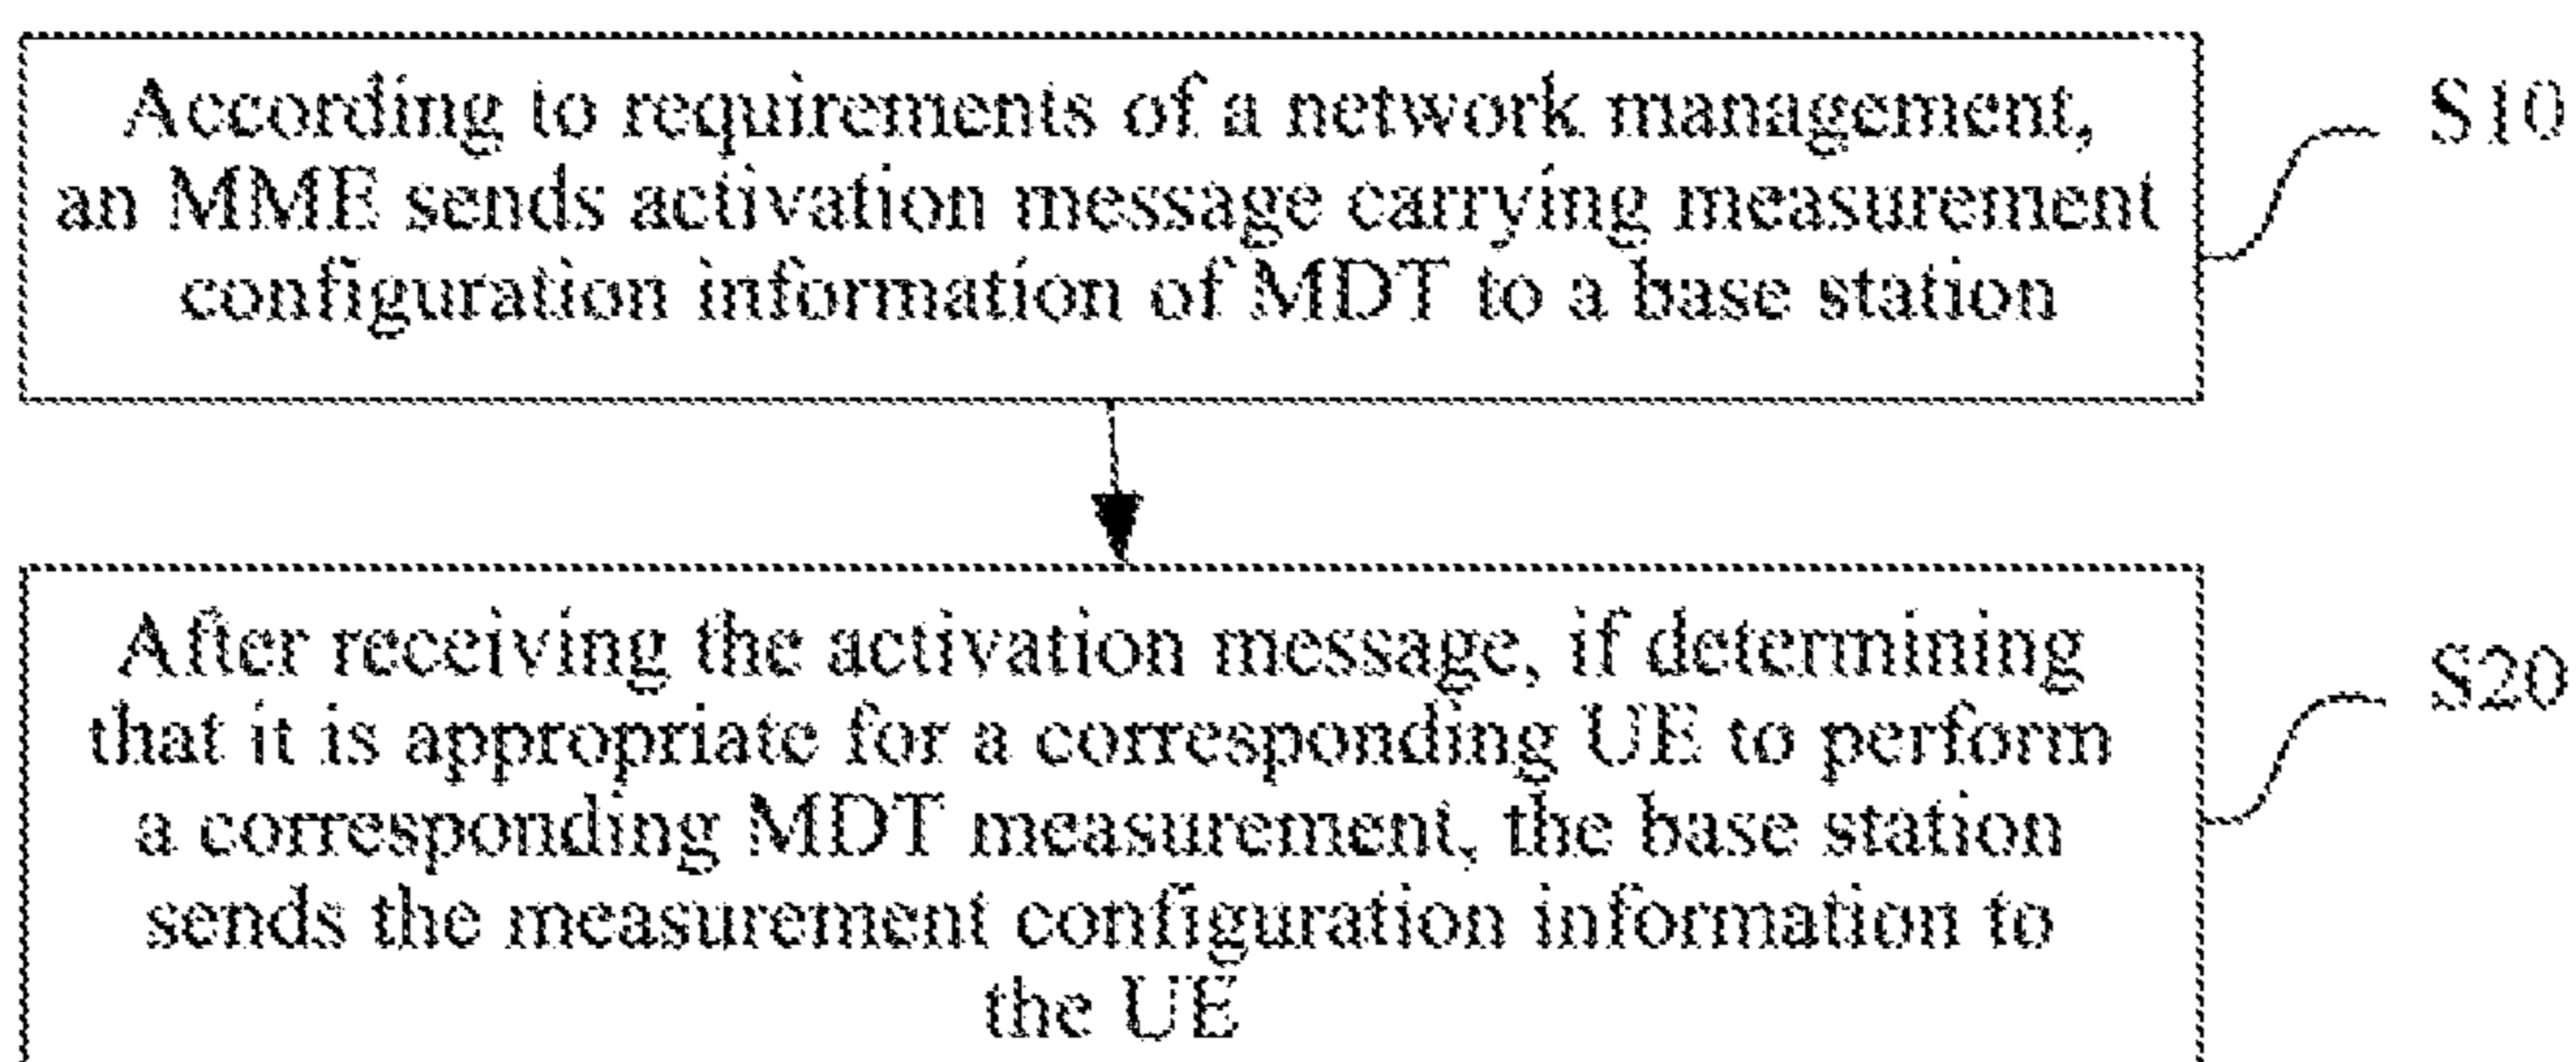 According to requirements of a network management,
an MME sends activation message carrying measurement
configuration information of MDT to a base station
S10
After receiving the activation message, if determining
that it is appropriate for a corresponding UE to perform
a corresponding MDT measurement, the base station
sends the measurement configuration information to
the UE
S20